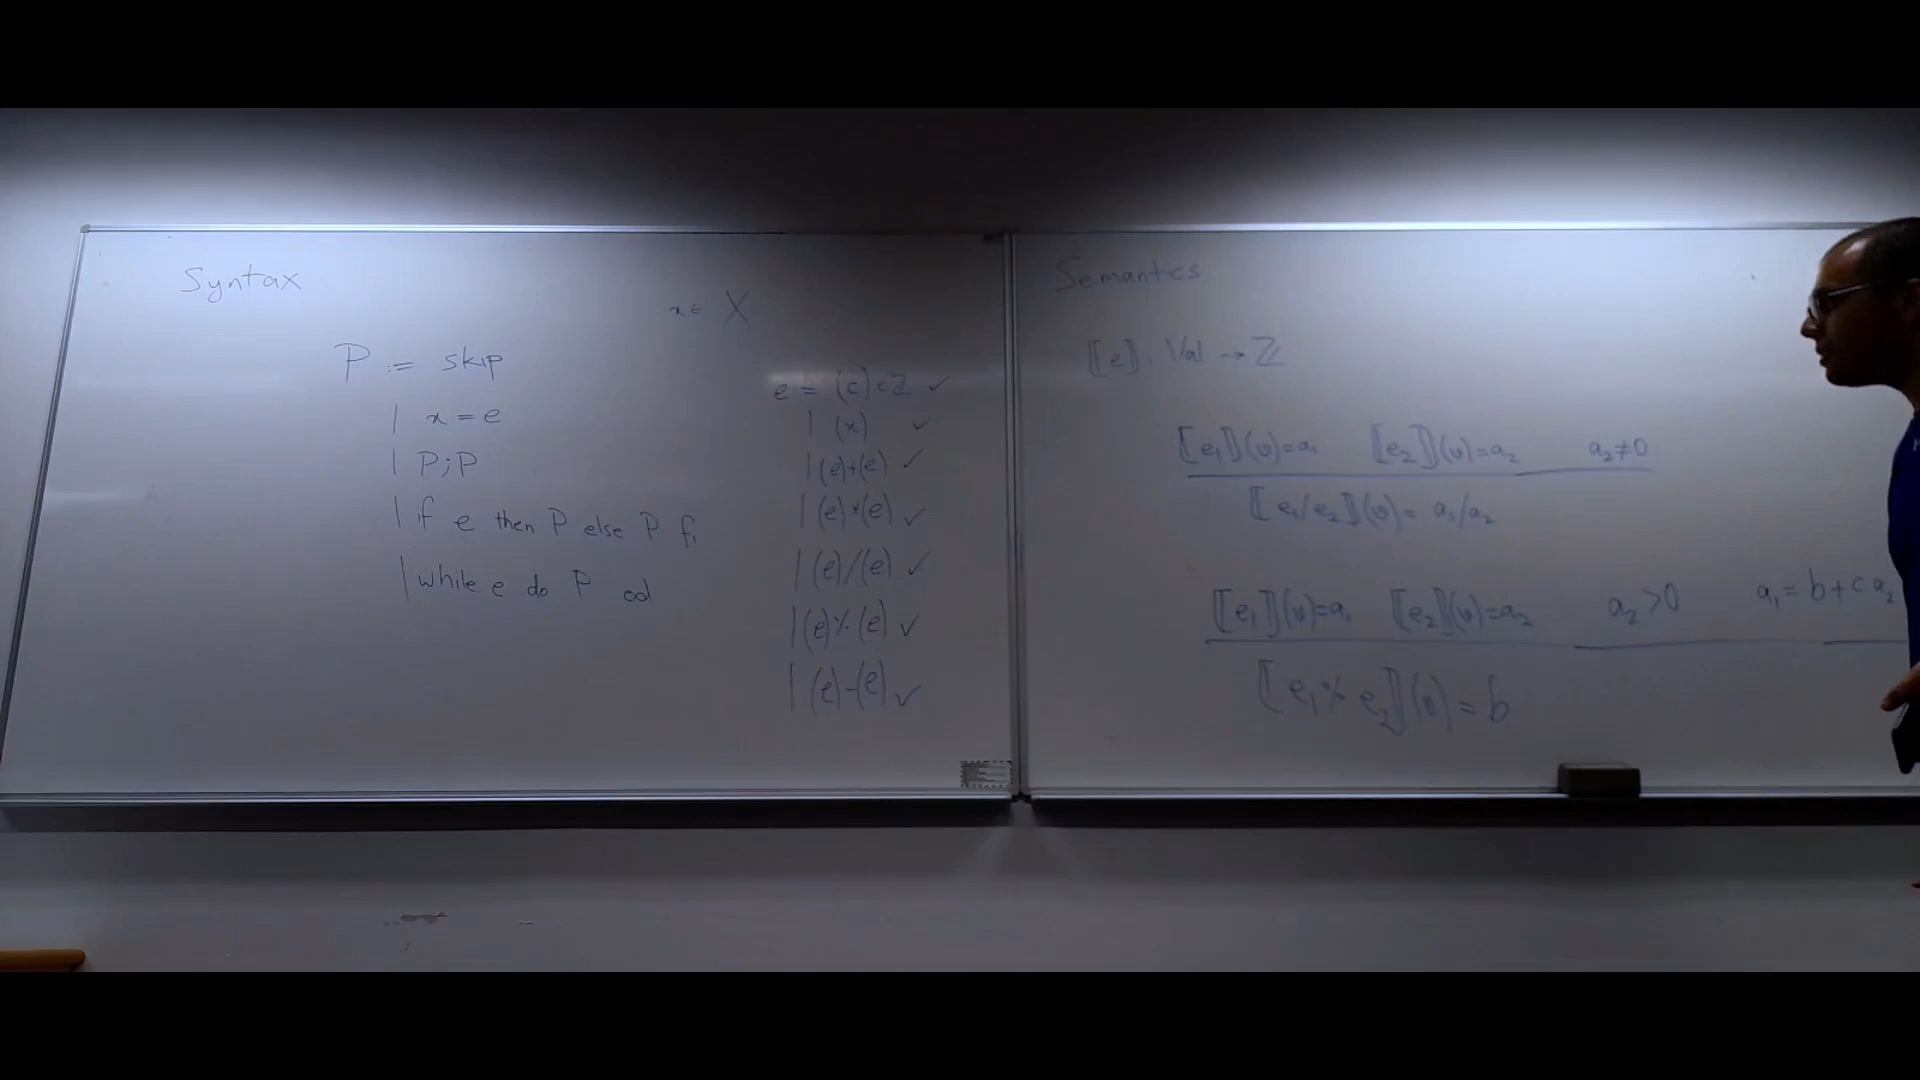 Syntax
x ∈ X
P := skip
| x = e
| P;P
| if e then P else P fi
| while e do P od
e = (c) c Z ✓
| (x) ✓
| (e)+(e) ✓
| (e)*(e) ✓
| (e)/(e) ✓
| (e)%(e) ✓
| (e)-(e) ✓
Semantics
⟦e⟧: Val → ℤ
⟦e₁⟧(v)=a₁ ⟦e₂⟧(v)=a₂ a₂≠0
⟦e₁/e₂⟧(v)= a₁/a₂
⟦e₁⟧(v)=a₁ ⟦e₂⟧(v)=a₂ a₂>0 a₁=b+c a₂
⟦e₁% e₂⟧(v)=b